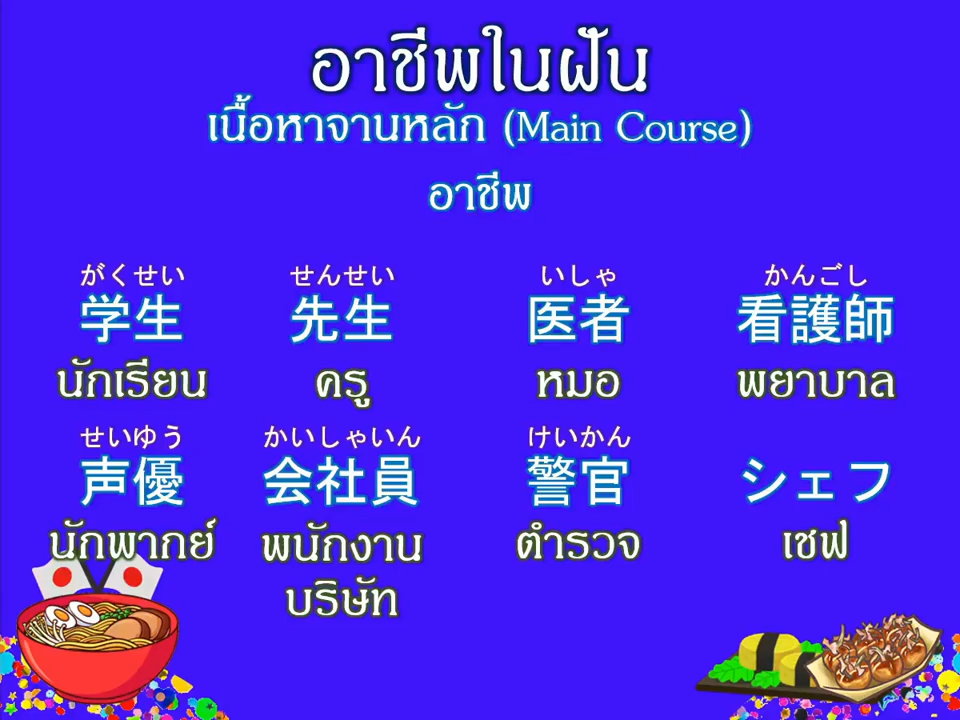 อาชีพในฝัน
เนื้อหาจานหลัก (Main Course)
อาชีพ
がくせい せんせい いしゃ かんごし
学生 先生 医者 看護師
นักเรียน ครู หมอ พยาบาล
せいゆう かいしゃいん けいかん
声優 会社員 警官 シェフ
นักพากย์ พนักงาน ตำรวจ เชฟ
บริษัท